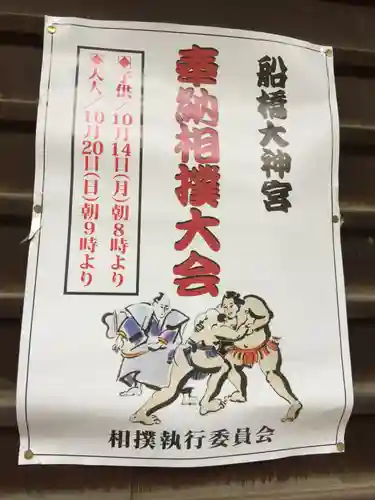 船橋大神宮
奉納相撲大会
◆子供／10月14日(月)朝8時より
◆大人／10月20日(日)朝9時より
相撲執行委員会